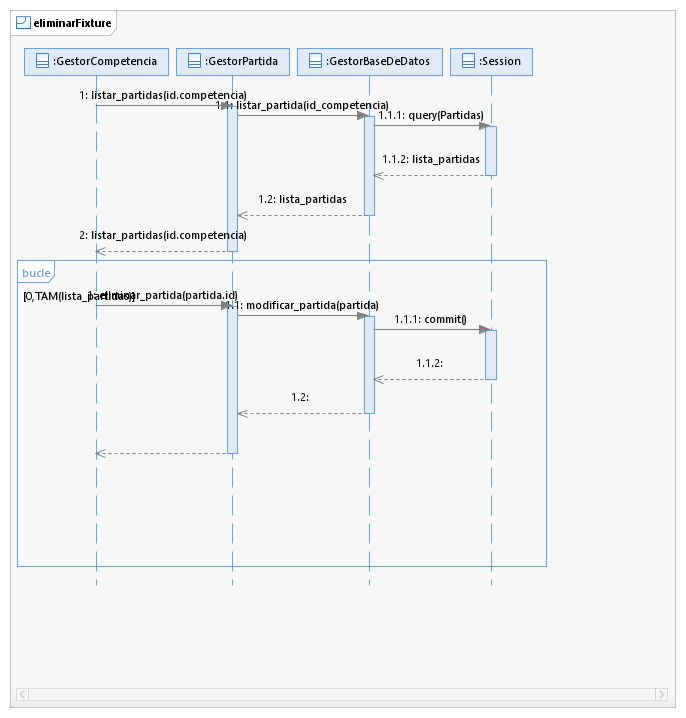 eliminarFixture
:GestorCompetencia
:GestorPartida
:GestorBaseDeDatos
:Session
1: listar_partidas(id.competencia)
1.1: listar_partida(id_competencia)
1.1.1: query(Partidas)
1.1.2: lista_partidas
1.2: lista_partidas
2: listar_partidas(id.competencia)
bucle
[0,TAM(lista_partidas)]
1: eliminar_partida(partida.id)
1.1: modificar_partida(partida)
1.1.1: commit()
1.1.2:
1.2: